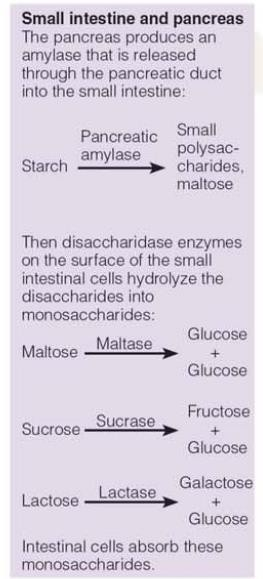 Small intestine and pancreas
The pancreas produces an
amylase that is released
through the pancreatic duct
into the small intestine:
Starch
Pancreatic
amylase
Small
polysac-
charides,
maltose
Then disaccharidase enzymes
on the surface of the small
intestinal cells hydrolyze the
disaccharides into
monosaccharides:
Maltose
Maltase
Glucose
+
Glucose
Sucrose
Sucrase
Fructose
+
Glucose
Lactose
Lactase
Galactose
+
Glucose
Intestinal cells absorb these
monosaccharides.